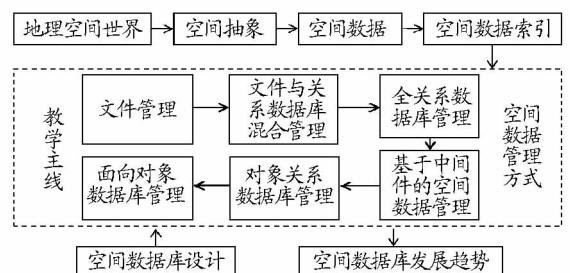 地理空间世界
空间抽象
空间数据
空间数据索引
教学主线
文件管理
文件与关
系数据库
混合管理
全关系数
据库管理
空间
数据
管理
方式
面向对象
数据库管理
对象关系
数据库管理
基于中间
件的空间
数据管理
空间数据库设计
空间数据库发展趋势